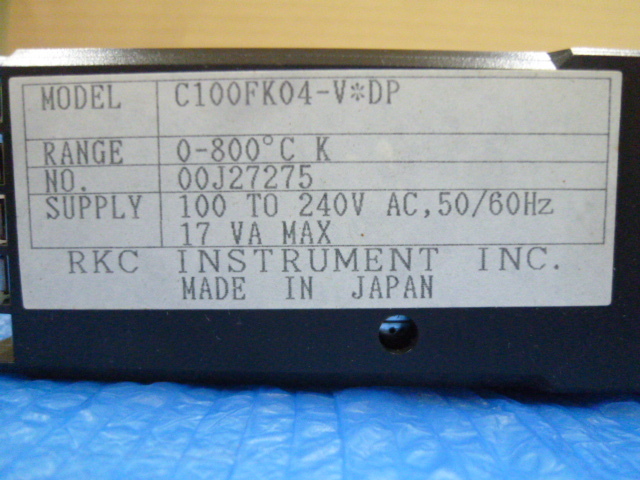 MODEL C100FK04-V*DP
RANGE 0-800°C K
NO. 00J27275
SUPPLY 100 TO 240V AC,50/60Hz
17 VA MAX
RKC INSTRUMENT INC.
MADE IN JAPAN